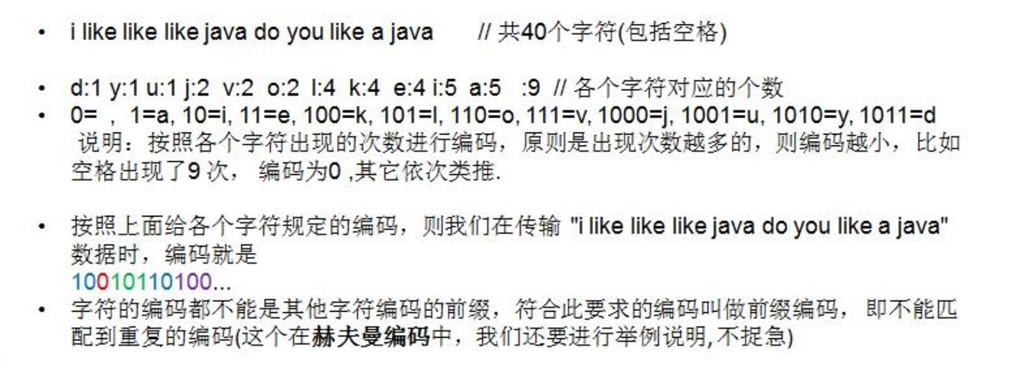 • i like like like java do you like a java // 共40个字符(包括空格)
• d:1 y:1 u:1 j:2 v:2 o:2 l:4 k:4 e:4 i:5 a:5 :9 // 各个字符对应的个数
• 0= , 1=a, 10=i, 11=e, 100=k, 101=l, 110=o, 111=v, 1000=j, 1001=u, 1010=y, 1011=d
说明：按照各个字符出现的次数进行编码，原则是出现次数越多的，则编码越小，比如
空格出现了9 次， 编码为0 ,其它依次类推.
• 按照上面给各个字符规定的编码，则我们在传输 "i like like like java do you like a java"
数据时，编码就是
10010110100...
• 字符的编码都不能是其他字符编码的前缀，符合此要求的编码叫做前缀编码， 即不能匹
配到重复的编码(这个在赫夫曼编码中，我们还要进行举例说明, 不捉急)